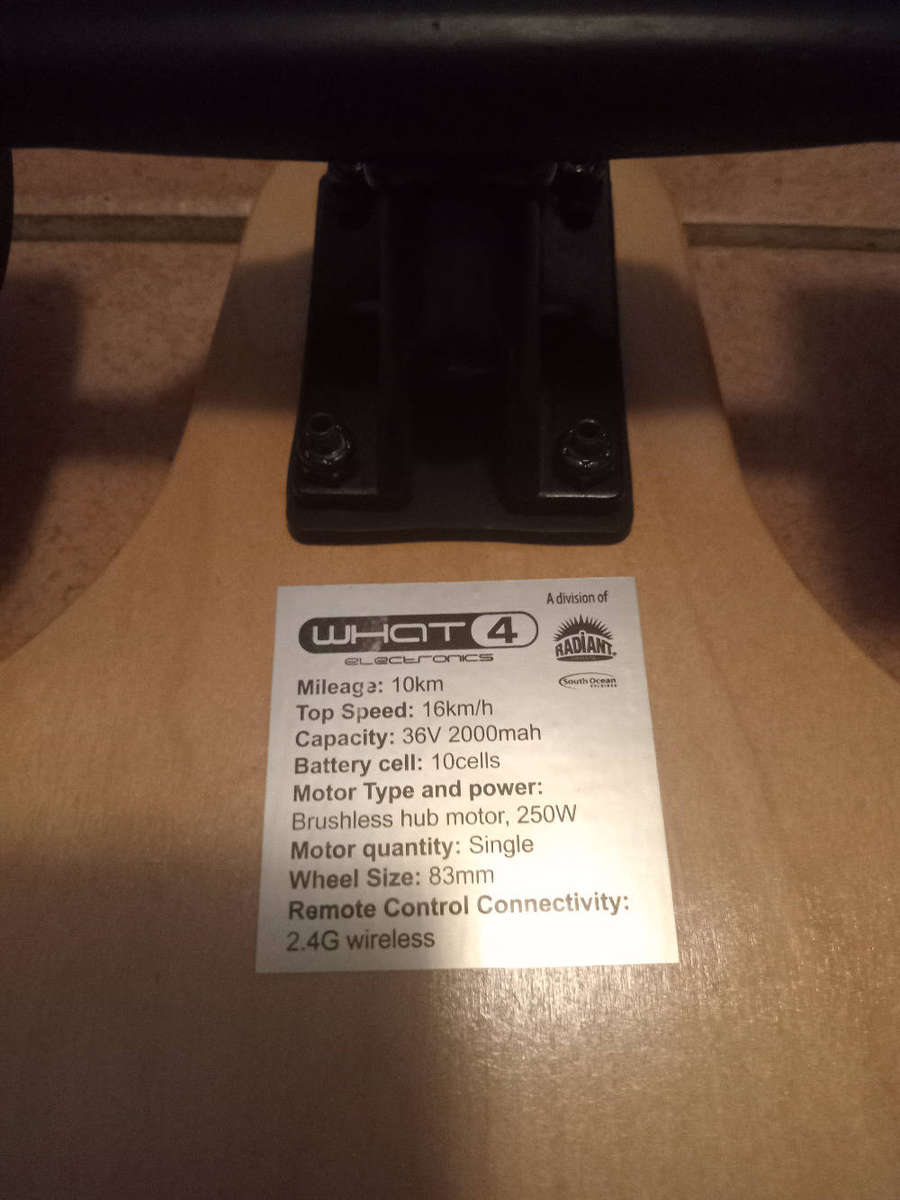 A division of
WHAT 4
electronics
RADIANT
South Ocean
HOLDINGS
Mileage: 10km
Top Speed: 16km/h
Capacity: 36V 2000mah
Battery cell: 10cells
Motor Type and power:
Brushless hub motor, 250W
Motor quantity: Single
Wheel Size: 83mm
Remote Control Connectivity:
2.4G wireless